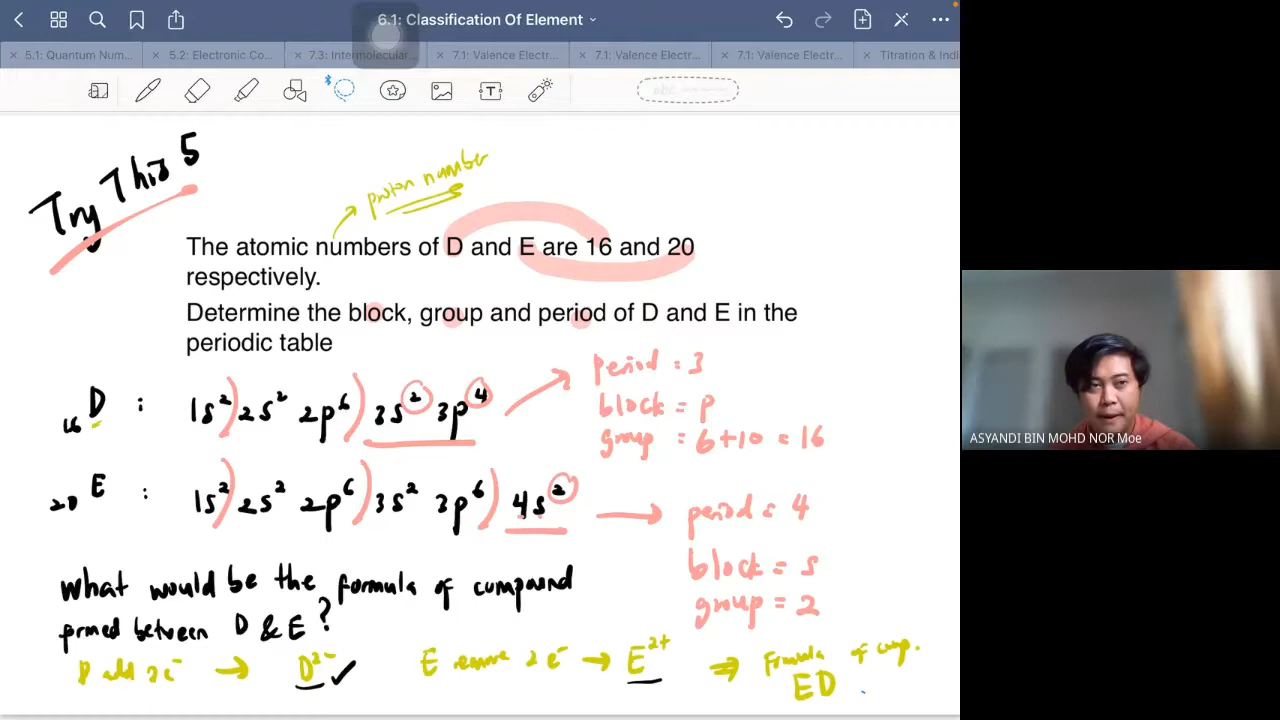 6.1: Classification Of Element
5.1: Quantum Num...
5.2: Electronic Co...
7.3: Intermolecular...
7.1: Valence Electr...
7.1: Valence Electr...
7.1: Valence Electr...
Titration & Indi
Try This 5
proton number
The atomic numbers of D and E are 16 and 20
respectively.
Determine the block, group and period of D and E in the
periodic table
16 D : 1s² ) 2s² 2p⁶ ) 3s² 3p⁴
period = 3
block = p
group = 6+10 = 16
20 E : 1s² ) 2s² 2p⁶ ) 3s² 3p⁶ ) 4s²
period = 4
block = s
group = 2
What would be the formula of compound
formed between D & E?
D add 2e⁻ → D²⁻ ✓ E remove 2e⁻ → E²⁺ ⇒ Formula of comp.
ED
ASYANDI BIN MOHD NOR Moe